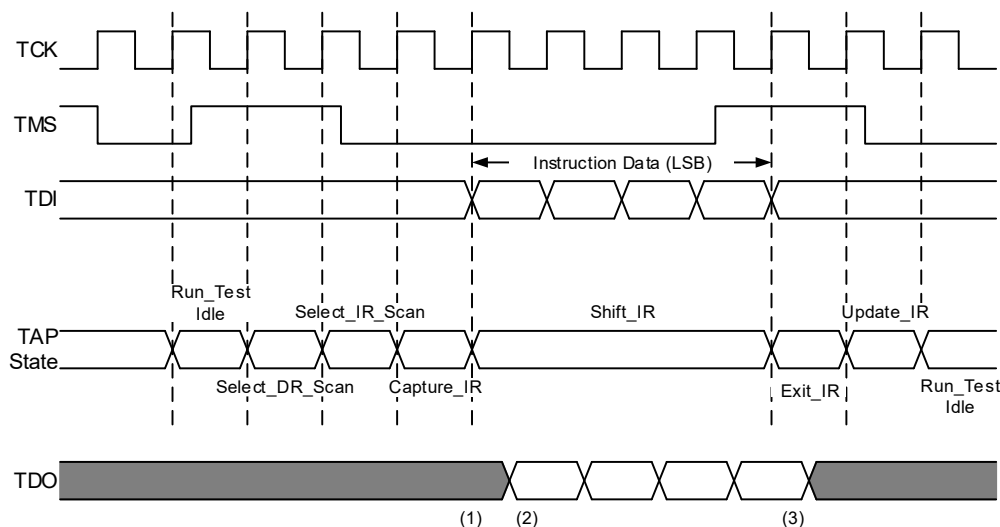 TCK
TMS
Instruction Data (LSB)
TDI
Run_Test
Idle
Select_IR_Scan
Shift_IR
Update_IR
TAP
State
Select_DR_Scan
Capture_IR
Exit_IR
Run_Test
Idle
TDO
(1)
(2)
(3)